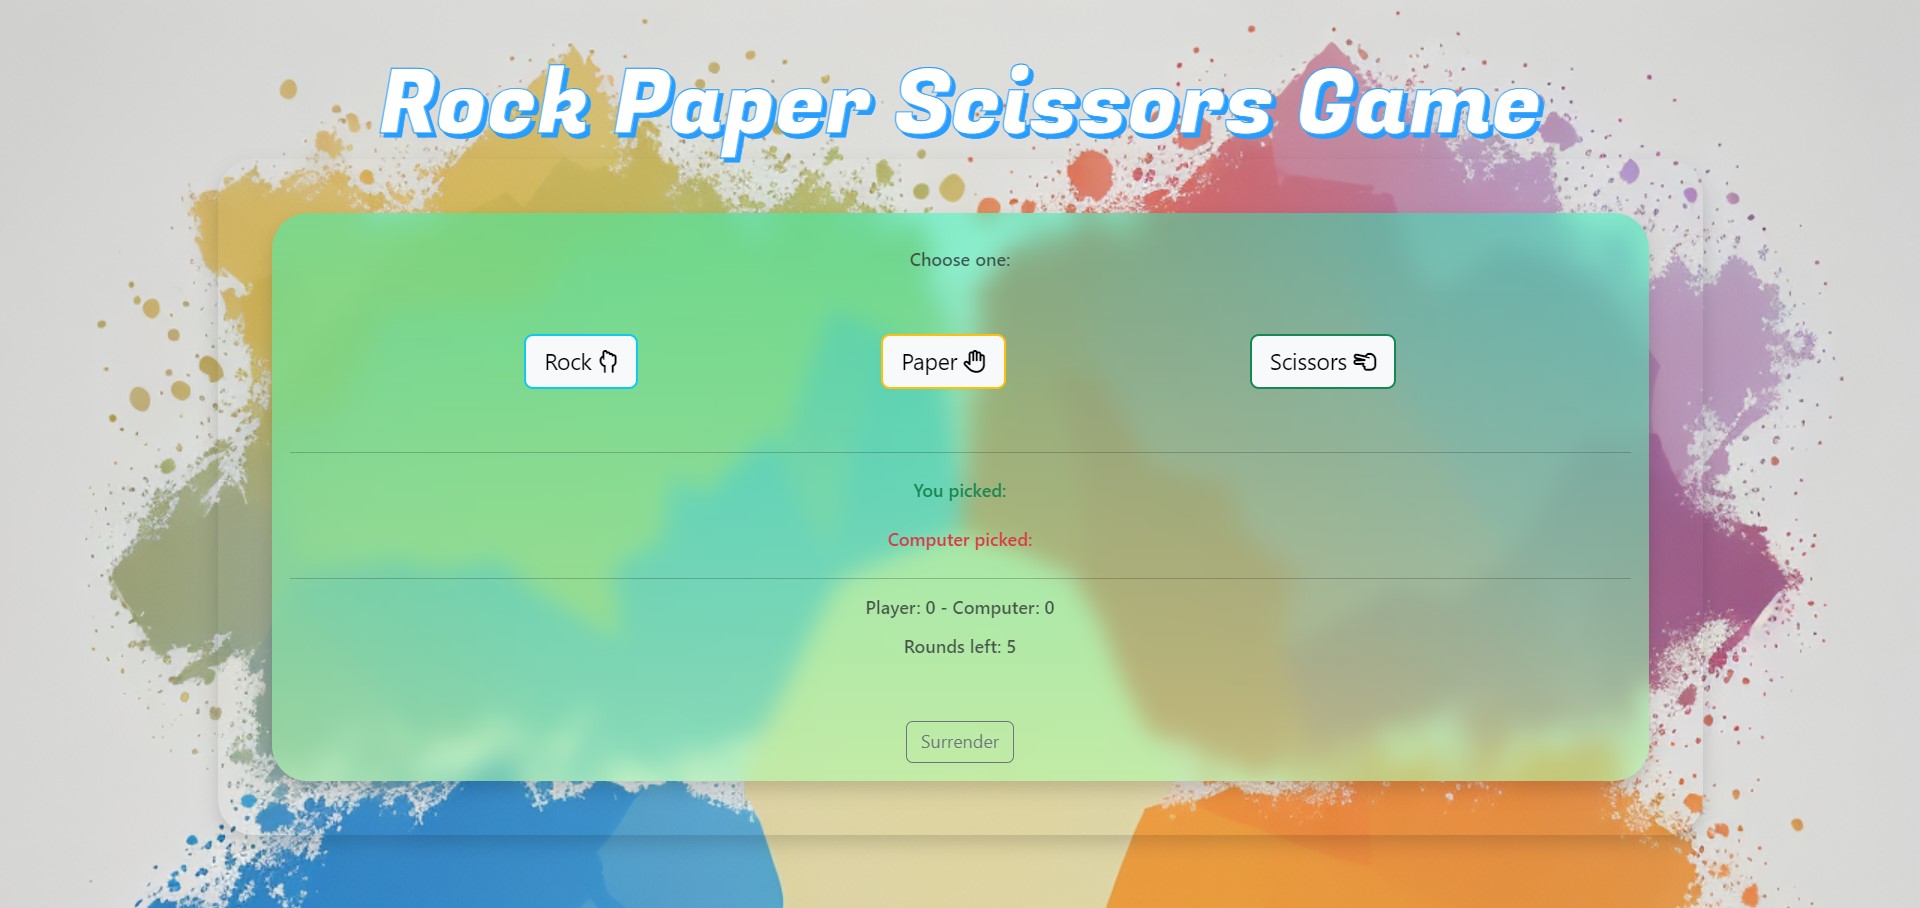 Rock Paper Scissors Game
Choose one:
Rock
Paper
Scissors
You picked:
Computer picked:
Player: 0 - Computer: 0
Rounds left: 5
Surrender